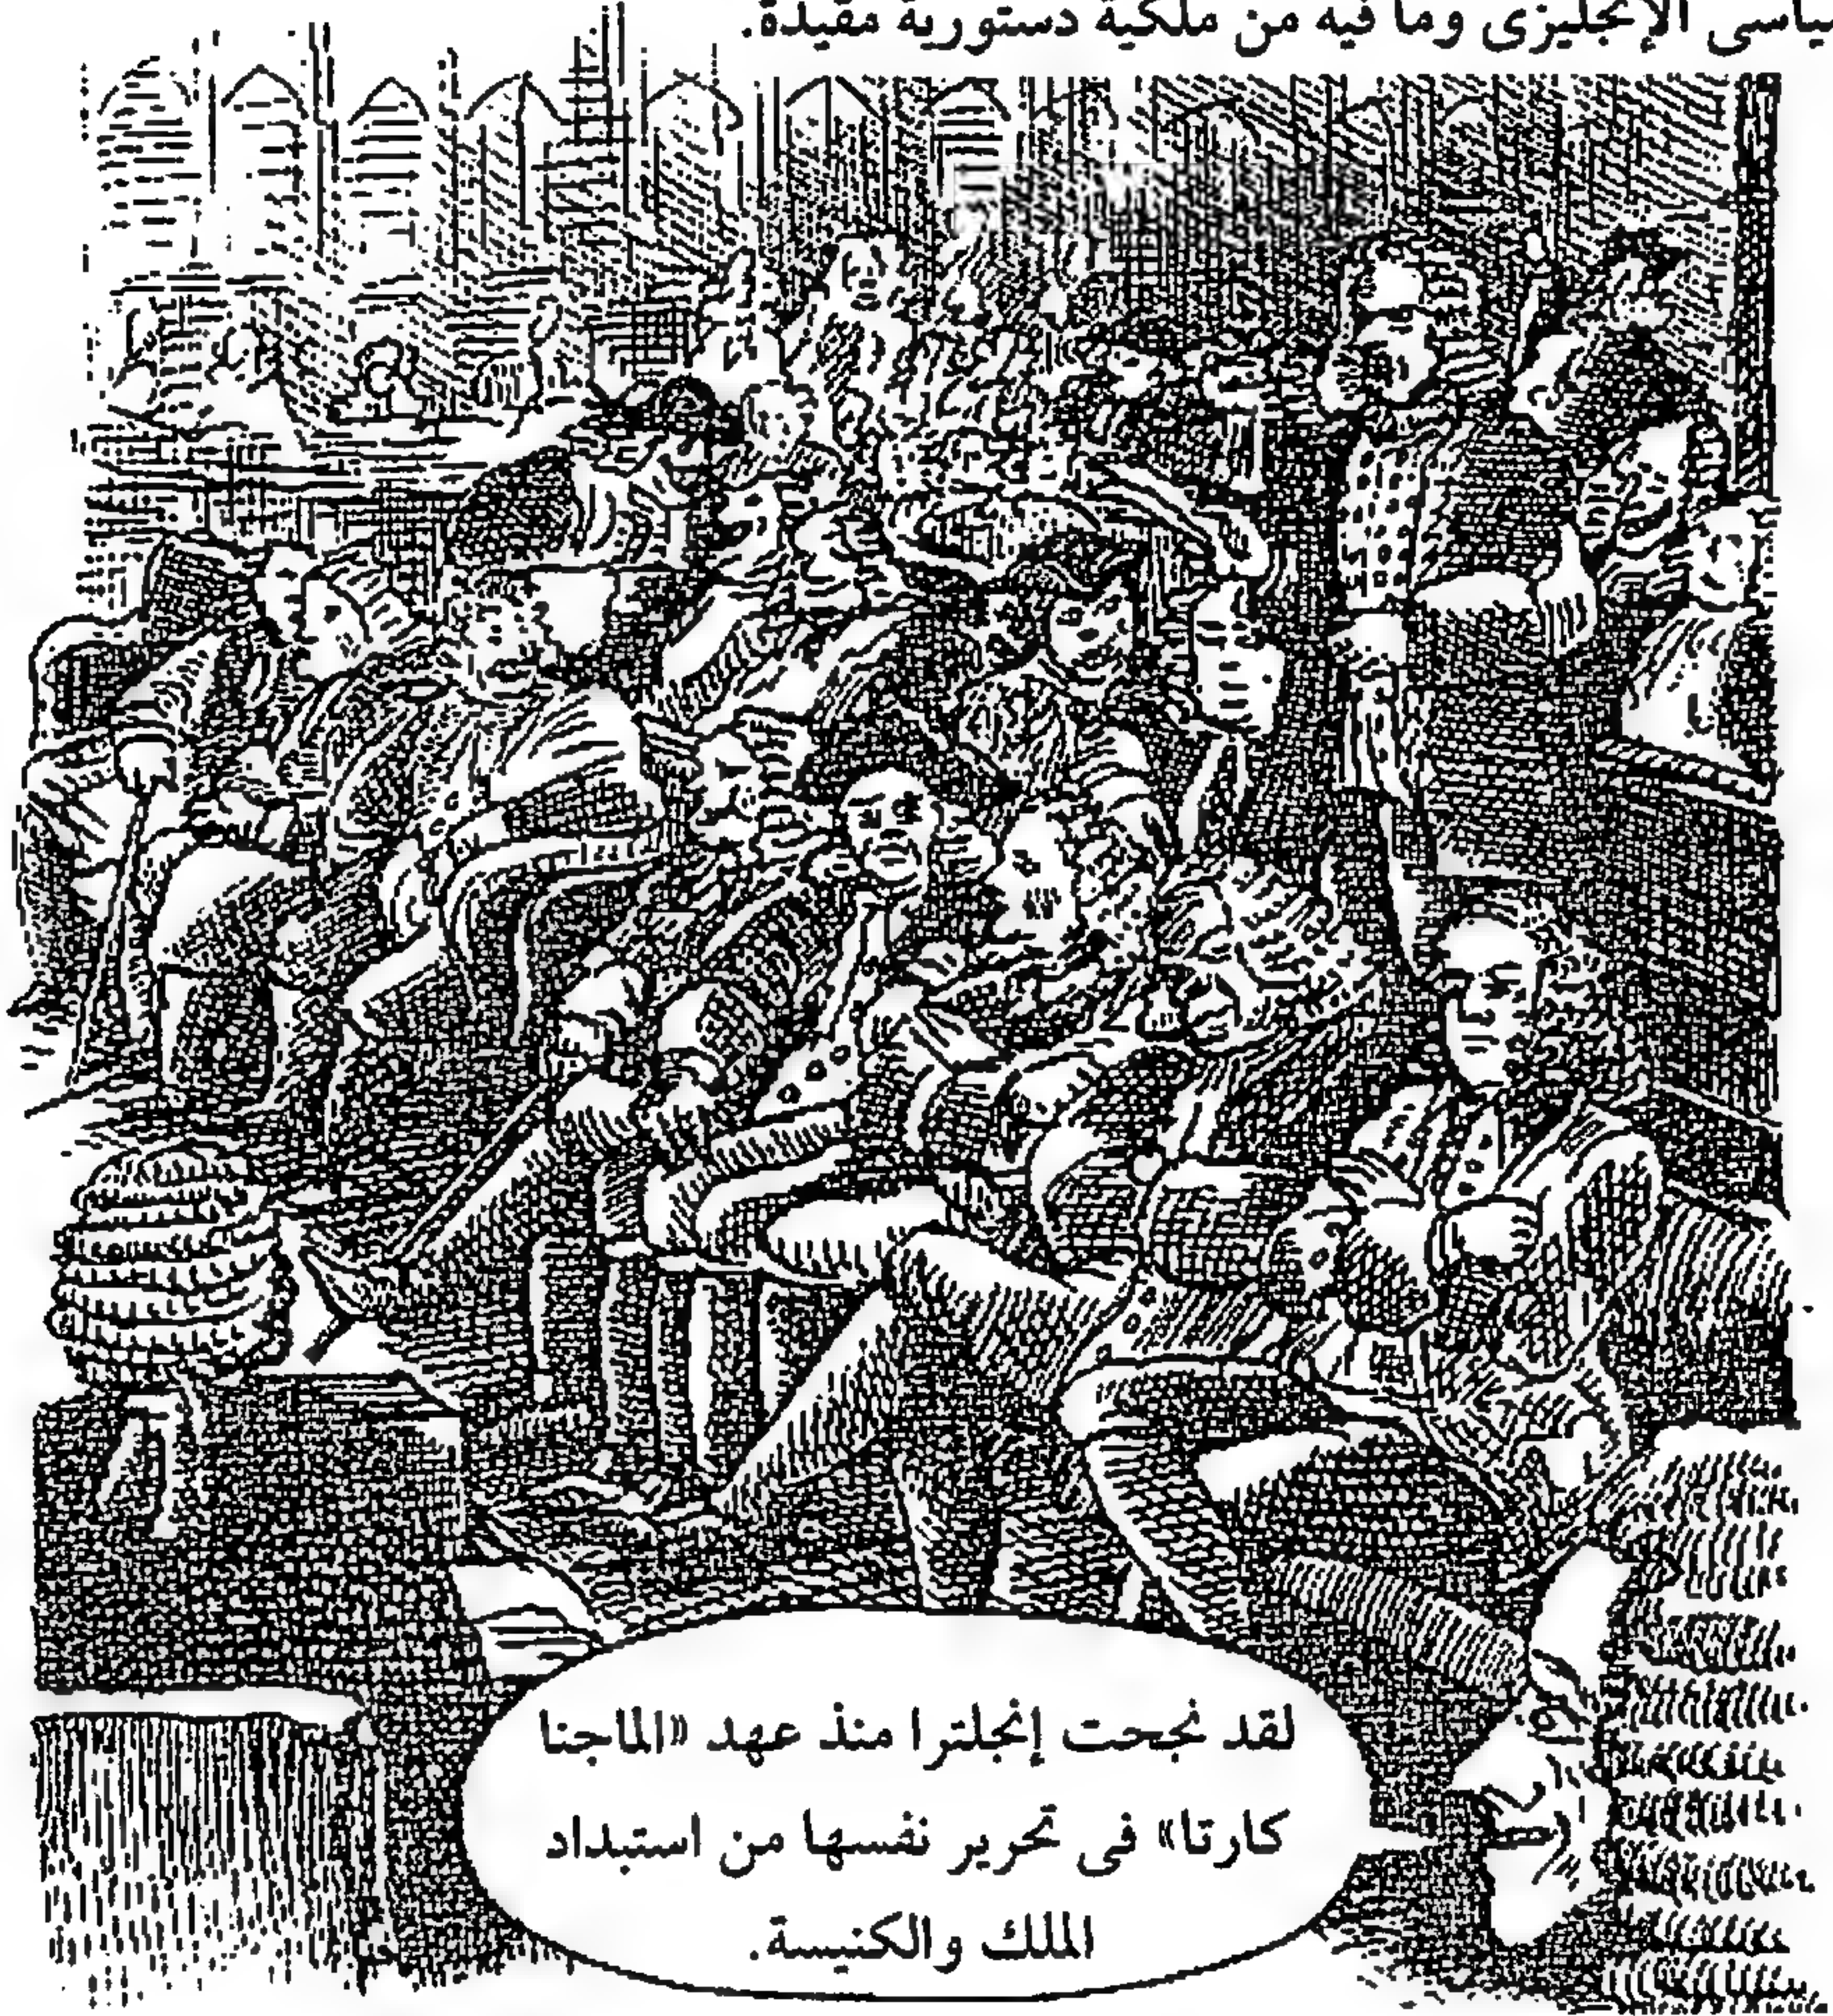 ياسى الإنجليزى وما فيه من ملكية دستورية مقيدة.
لقد نجحت إنجلترا منذ عهد «الماجنا
كارتا» فى تحرير نفسها من استبداد
الملك والكنيسة.